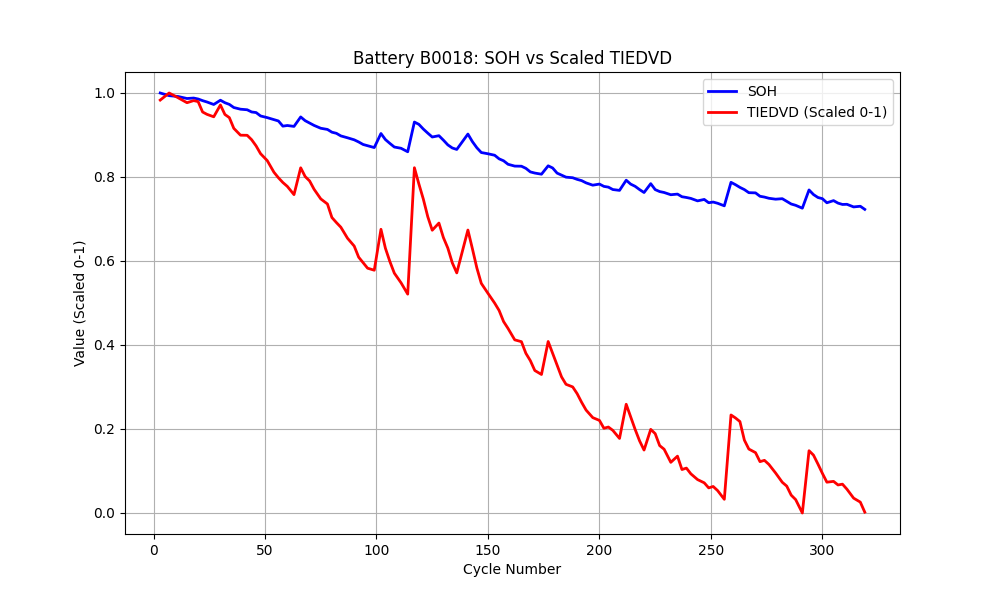 Battery B0018: SOH vs Scaled TIEDVD
SOH
TIEDVD (Scaled 0-1)
Value (Scaled 0-1)
1.0
0.8
0.6
0.4
0.2
0.0
0 50 100 150 200 250 300
Cycle Number